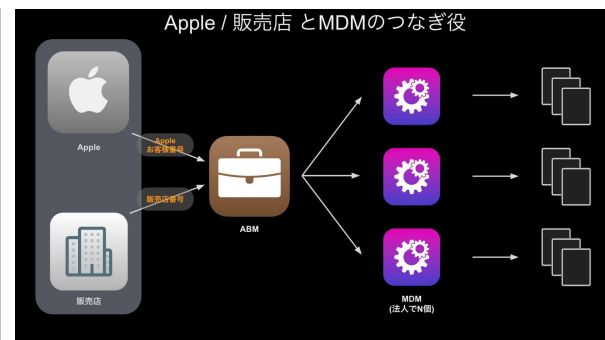 Apple / 販売店 とMDMのつなぎ役
Apple
Apple
お客様番号
販売店番号
販売店
ABM
MDM
(法人でN個)